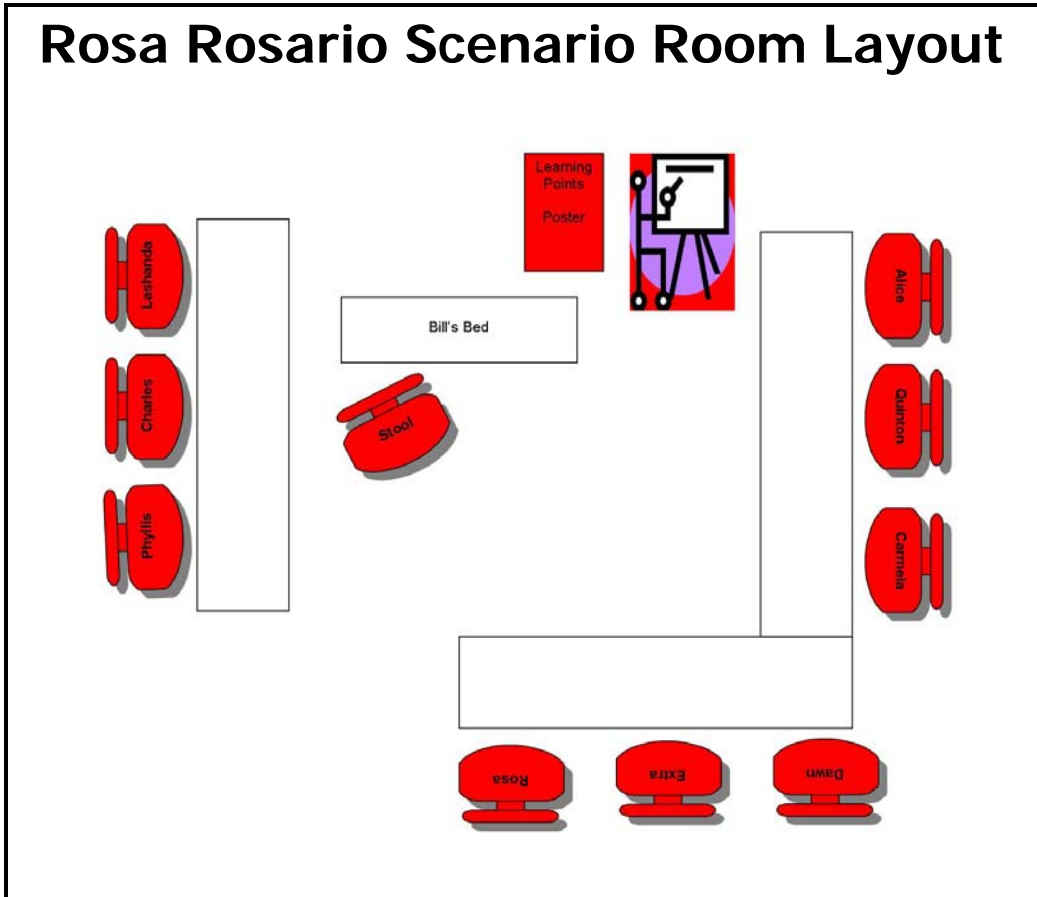 Rosa Rosario Scenario Room Layout
Learning
Points
Poster
Bill's Bed
Lashanda
Charles
Phyllis
Stool
Alice
Quinton
Carmela
Rosa
Extra
Dawn